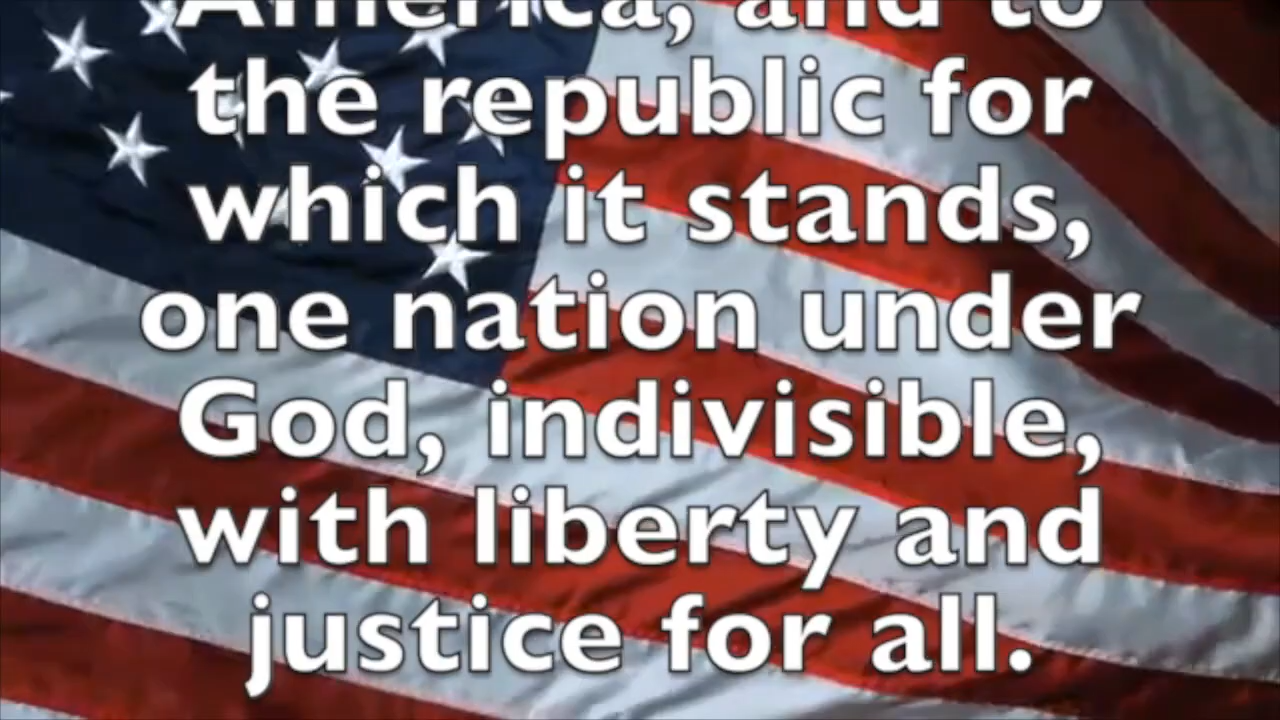 America, and to
the republic for
which it stands,
one nation under
God, indivisible,
with liberty and
justice for all.